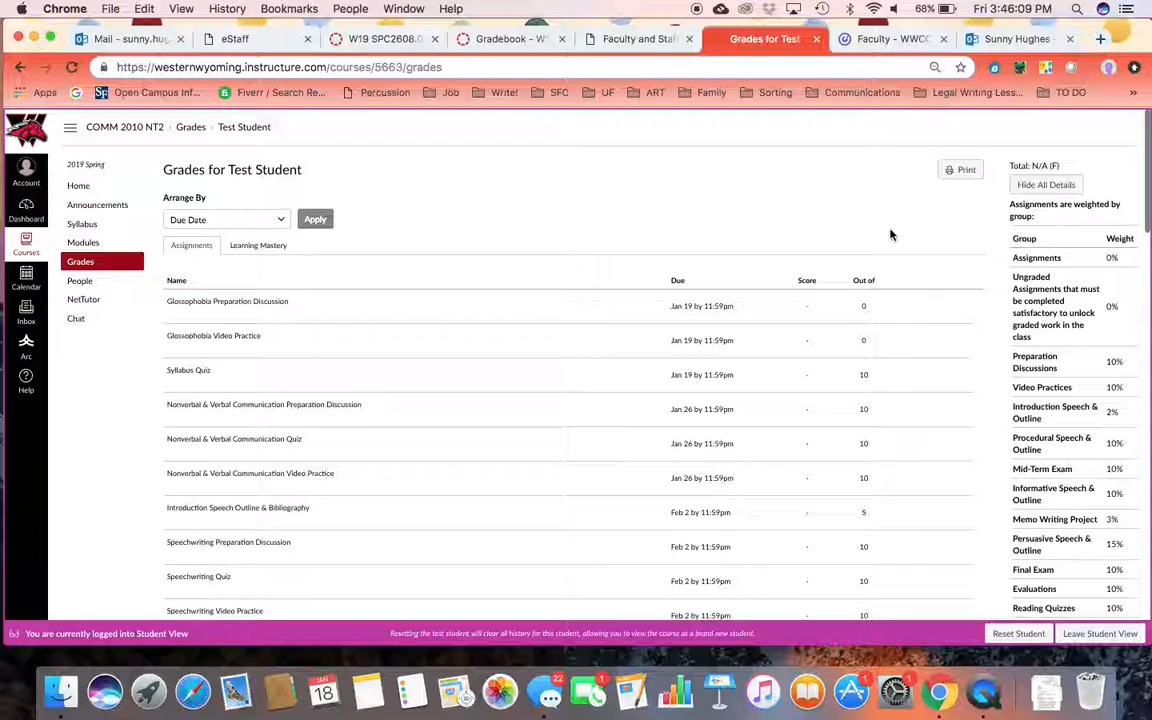 Chrome File Edit View History Bookmarks People Window Help 68% Fri 3:46:09 PM
Mail - sunny.hug × eStaff × W19 SPC2608.0 × Gradebook - W1 × Faculty and Staf × Grades for Test × Faculty - WWCC × Sunny Hughes - ×
https://westernwyoming.instructure.com/courses/5663/grades
Apps Open Campus Inf... Fiverr / Search Re... Percussion Job Write! SFC UF ART Family Sorting Communications Legal Writing Less... TO DO »
COMM 2010 NT2 › Grades › Test Student
Account
Dashboard
Courses
Calendar
Inbox
Arc
Help
2019 Spring
Home
Announcements
Syllabus
Modules
Grades
People
NetTutor
Chat
Grades for Test Student
Print
Arrange By
Due Date Apply
Assignments Learning Mastery
Name Due Score Out of
Glossophobia Preparation Discussion Jan 19 by 11:59pm - 0
Glossophobia Video Practice Jan 19 by 11:59pm - 0
Syllabus Quiz Jan 19 by 11:59pm - 10
Nonverbal & Verbal Communication Preparation Discussion Jan 26 by 11:59pm - 10
Nonverbal & Verbal Communication Quiz Jan 26 by 11:59pm - 10
Nonverbal & Verbal Communication Video Practice Jan 26 by 11:59pm - 10
Introduction Speech Outline & Bibliography Feb 2 by 11:59pm - 5
Speechwriting Preparation Discussion Feb 2 by 11:59pm - 10
Speechwriting Quiz Feb 2 by 11:59pm - 10
Speechwriting Video Practice Feb 2 by 11:59pm - 10
Total: N/A (F)
Hide All Details
Assignments are weighted by
group:
Group Weight
Assignments 0%
Ungraded
Assignments that must
be completed
satisfactory to unlock 0%
graded work in the
class
Preparation
Discussions 10%
Video Practices 10%
Introduction Speech &
Outline 2%
Procedural Speech &
Outline 10%
Mid-Term Exam 10%
Informative Speech &
Outline 10%
Memo Writing Project 3%
Persuasive Speech &
Outline 15%
Final Exam 10%
Evaluations 10%
Reading Quizzes 10%
You are currently logged into Student View Resetting the test student will clear all history for this student, allowing you to view the course as a brand new student. Reset Student Leave Student View
JAN
18
22
1
1